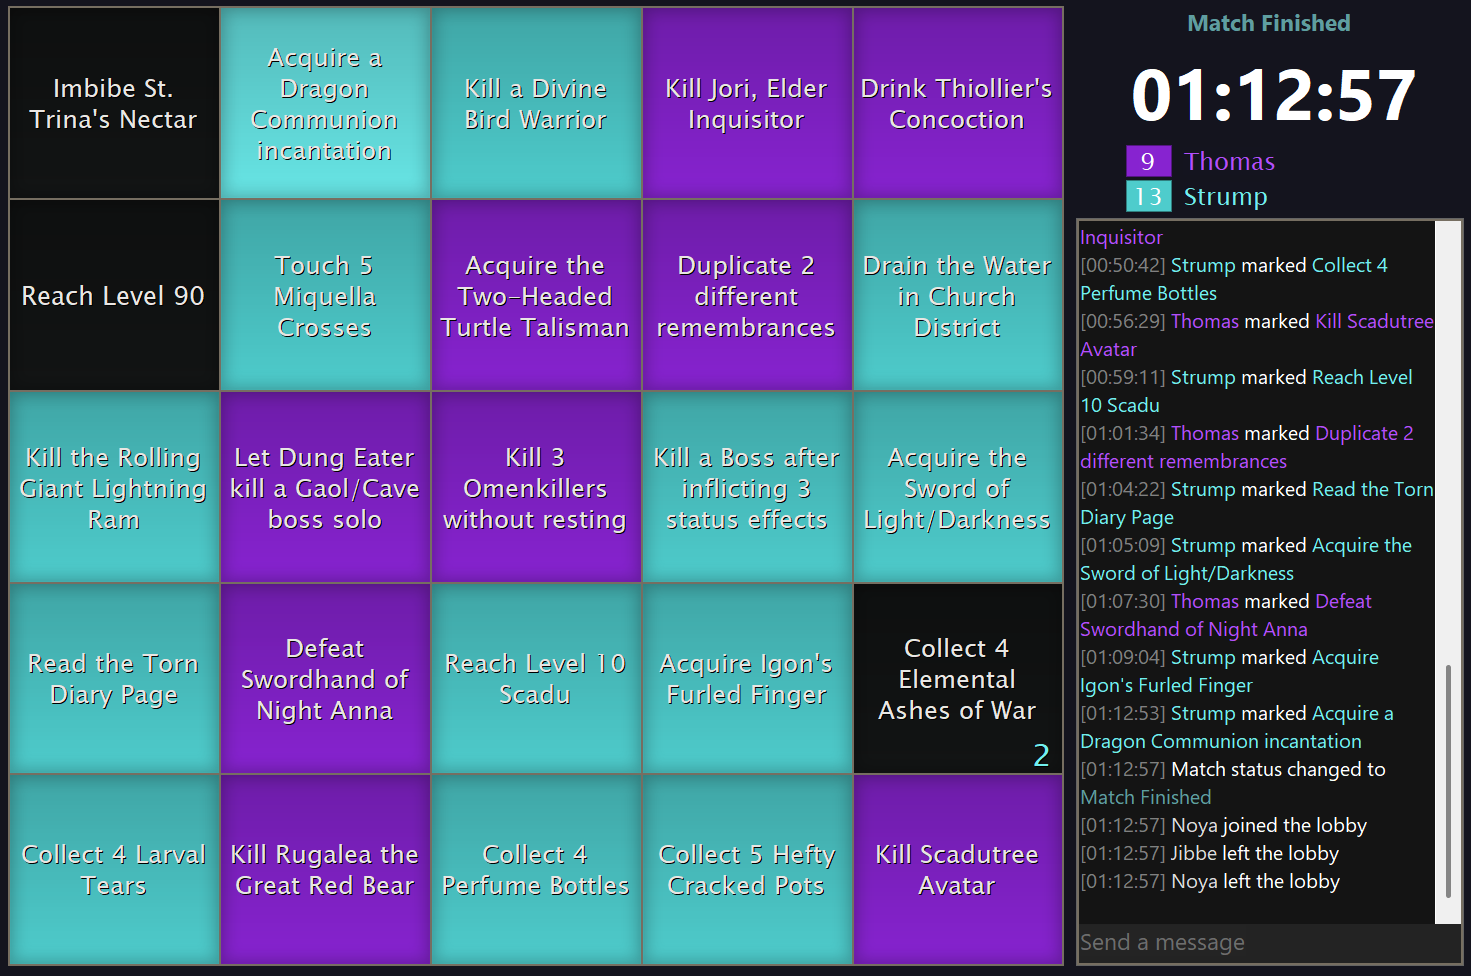 Imbibe St.
Trina's Nectar
Acquire a
Dragon
Communion
incantation
Kill a Divine
Bird Warrior
Kill Jori, Elder
Inquisitor
Drink Thiollier's
Concoction
Reach Level 90
Touch 5
Miquella
Crosses
Acquire the
Two-Headed
Turtle Talisman
Duplicate 2
different
remembrances
Drain the Water
in Church
District
Kill the Rolling
Giant Lightning
Ram
Let Dung Eater
kill a Gaol/Cave
boss solo
Kill 3
Omenkillers
without resting
Kill a Boss after
inflicting 3
status effects
Acquire the
Sword of
Light/Darkness
Read the Torn
Diary Page
Defeat
Swordhand of
Night Anna
Reach Level 10
Scadu
Acquire Igon's
Furled Finger
Collect 4
Elemental
Ashes of War
2
Collect 4 Larval
Tears
Kill Rugalea the
Great Red Bear
Collect 4
Perfume Bottles
Collect 5 Hefty
Cracked Pots
Kill Scadutree
Avatar
Match Finished
01:12:57
9 Thomas
13 Strump
Inquisitor
[00:50:42] Strump marked Collect 4
Perfume Bottles
[00:56:29] Thomas marked Kill Scadutree
Avatar
[00:59:11] Strump marked Reach Level
10 Scadu
[01:01:34] Thomas marked Duplicate 2
different remembrances
[01:04:22] Strump marked Read the Torn
Diary Page
[01:05:09] Strump marked Acquire the
Sword of Light/Darkness
[01:07:30] Thomas marked Defeat
Swordhand of Night Anna
[01:09:04] Strump marked Acquire
Igon's Furled Finger
[01:12:53] Strump marked Acquire a
Dragon Communion incantation
[01:12:57] Match status changed to
Match Finished
[01:12:57] Noya joined the lobby
[01:12:57] Jibbe left the lobby
[01:12:57] Noya left the lobby
Send a message